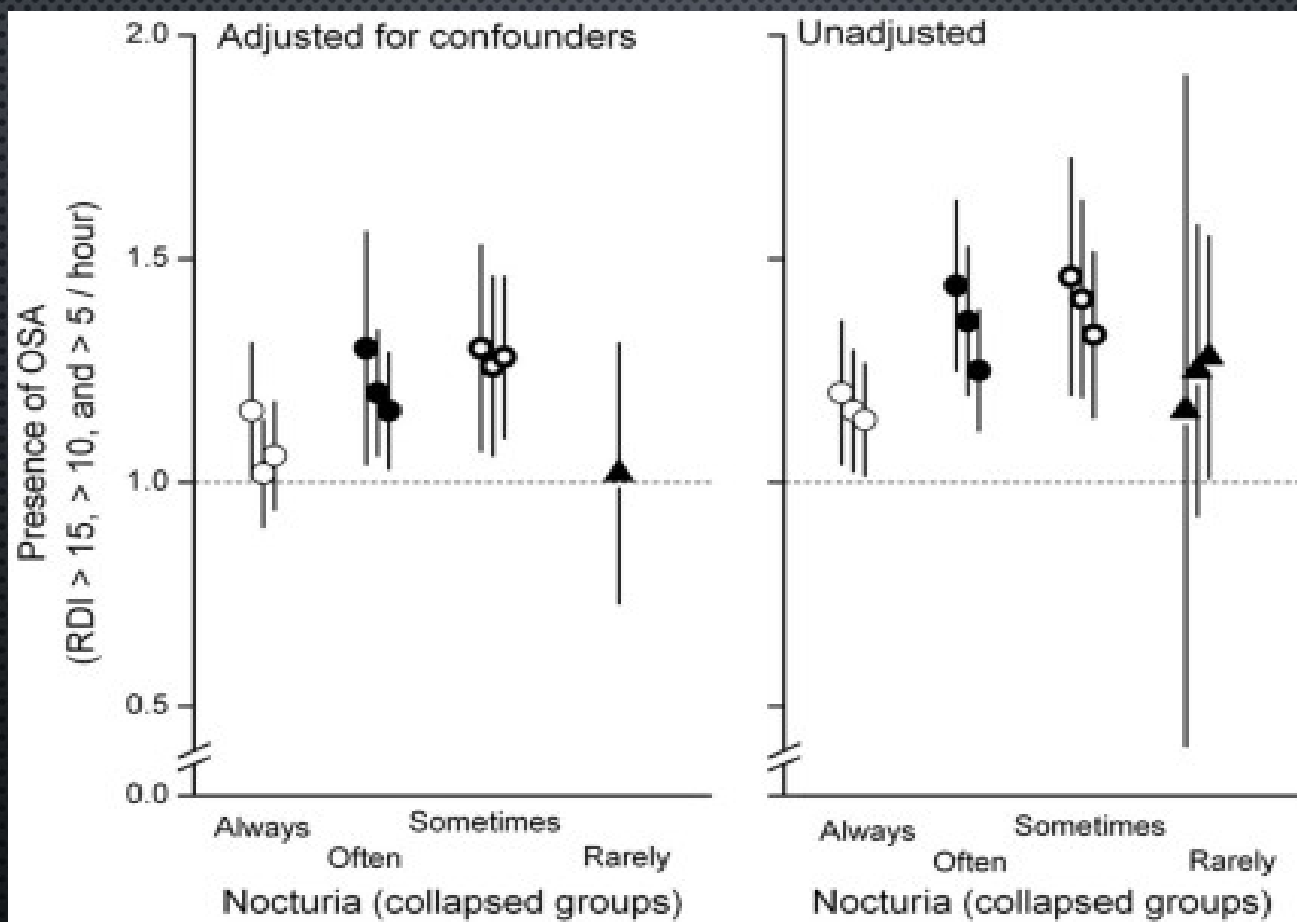 2.0
Adjusted for confounders
Unadjusted
1.5
1.0
0.5
0.0
Presence of OSA
(RDI > 15, > 10, and > 5 / hour)
Always
Often
Sometimes
Rarely
Nocturia (collapsed groups)
Always
Often
Sometimes
Rarely
Nocturia (collapsed groups)